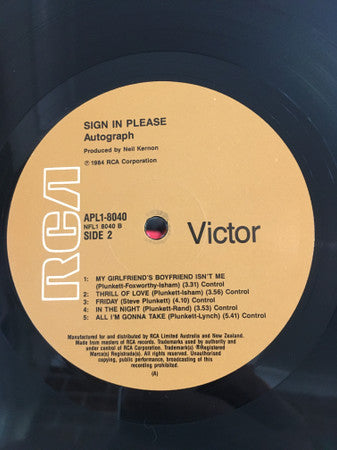 SIGN IN PLEASE
Autograph
Produced by Neil Kernon
℗ 1984 RCA Corporation
RCA
APL1-8040
NFL1 8040 B
SIDE 2
Victor
1: MY GIRLFRIEND'S BOYFRIEND ISN'T ME
(Plunkett-Foxworthy-Isham) (3.31) Control
2: THRILL OF LOVE (Plunkett-Isham) (3.56) Control
3: FRIDAY (Steve Plunkett) (4.10) Control
4: IN THE NIGHT (Plunkett-Rand) (3.53) Control
5: ALL I'M GONNA TAKE (Plunkett-Lynch) (5.41) Control
Manufactured for and distributed by RCA Limited Australia and New Zealand.
Made from masters of RCA records. Trademarks used by authority and
under control of RCA Corporation. Trademark(s) ®Registered
Marca(s) Registrada(s). All rights reserved. Unauthorised
copying, public performance, broadcasting of this
recording prohibited.
(A)